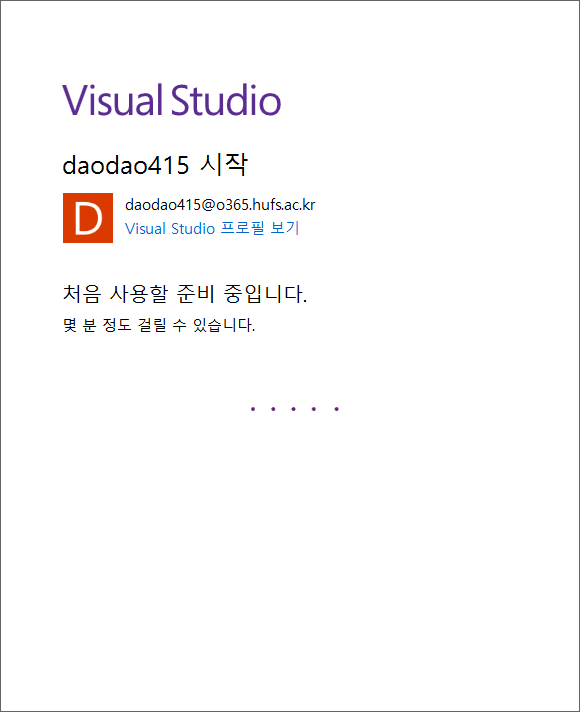 Visual Studio
daodao415 시작
D
daodao415@o365.hufs.ac.kr
Visual Studio 프로필 보기
처음 사용할 준비 중입니다.
몇 분 정도 걸릴 수 있습니다.